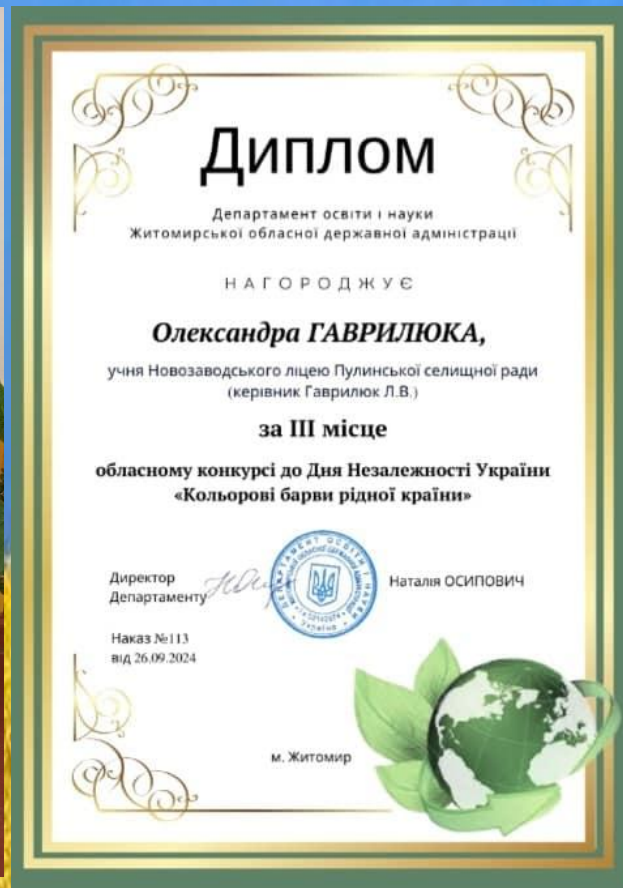 Диплом
Департамент освіти і науки
Житомирської обласної державної адміністрації
НАГОРОДЖУЄ
Олександра ГАВРИЛЮКА,
учня Новозаводського ліцею Пулинської селищної ради
(керівник Гаврилюк Л.В.)
за ІІІ місце
обласному конкурсі до Дня Незалежності України
«Кольорові барви рідної країни»
Директор
Департаменту
Наталія ОСИПОВИЧ
Наказ №113
від 26.09.2024
м. Житомир